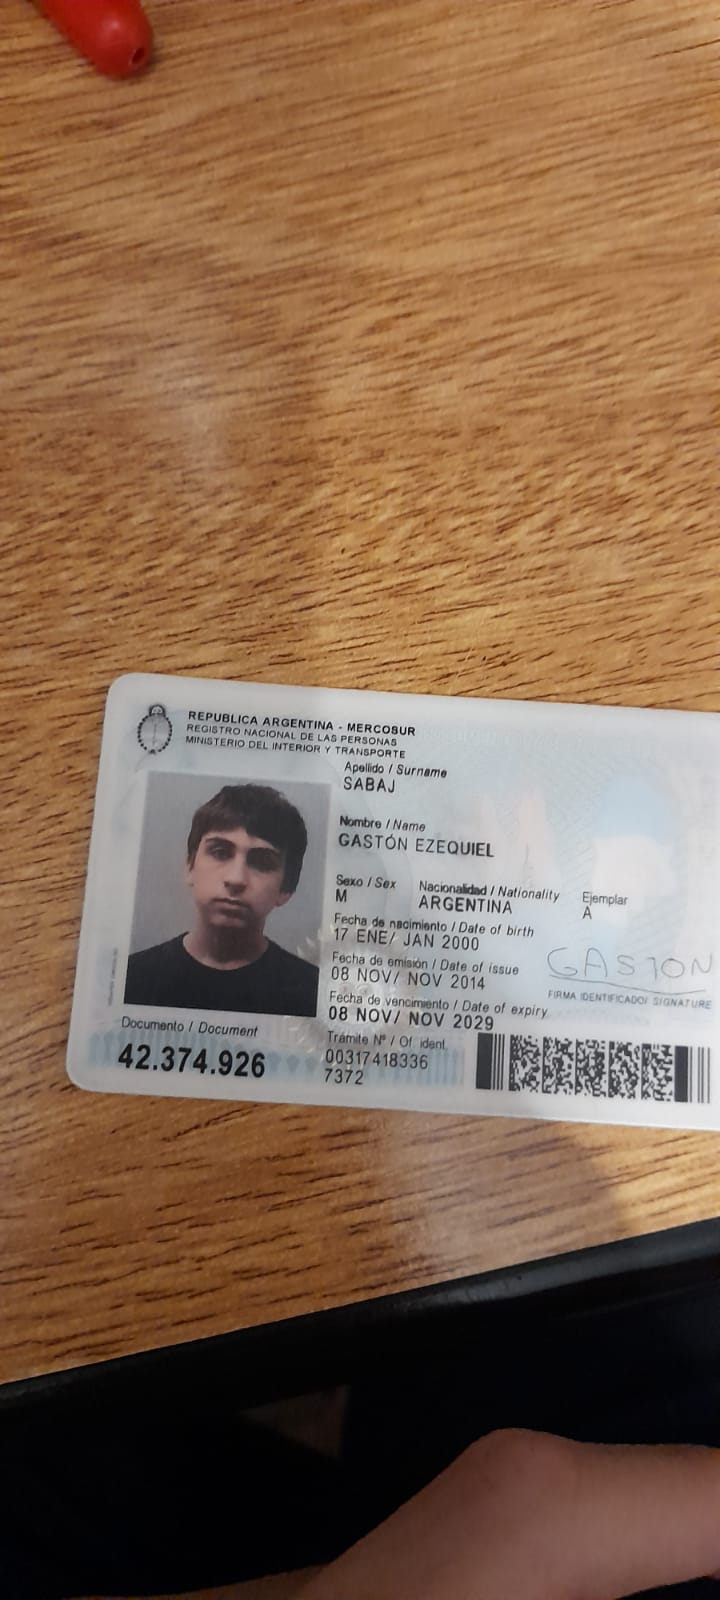 REPUBLICA ARGENTINA - MERCOSUR
REGISTRO NACIONAL DE LAS PERSONAS
MINISTERIO DEL INTERIOR Y TRANSPORTE
Apellido / Surname
SABAJ
Nombre / Name
GASTÓN EZEQUIEL
Sexo / Sex Nacionalidad / Nationality Ejemplar
M ARGENTINA A
Fecha de nacimiento / Date of birth
17 ENE/ JAN 2000
Fecha de emisión / Date of issue
08 NOV/ NOV 2014
GASTON
FIRMA IDENTIFICADO/ SIGNATURE
Fecha de vencimiento / Date of expiry
08 NOV/ NOV 2029
Documento / Document
42.374.926
Trámite Nº / Of. ident.
00317418336
7372